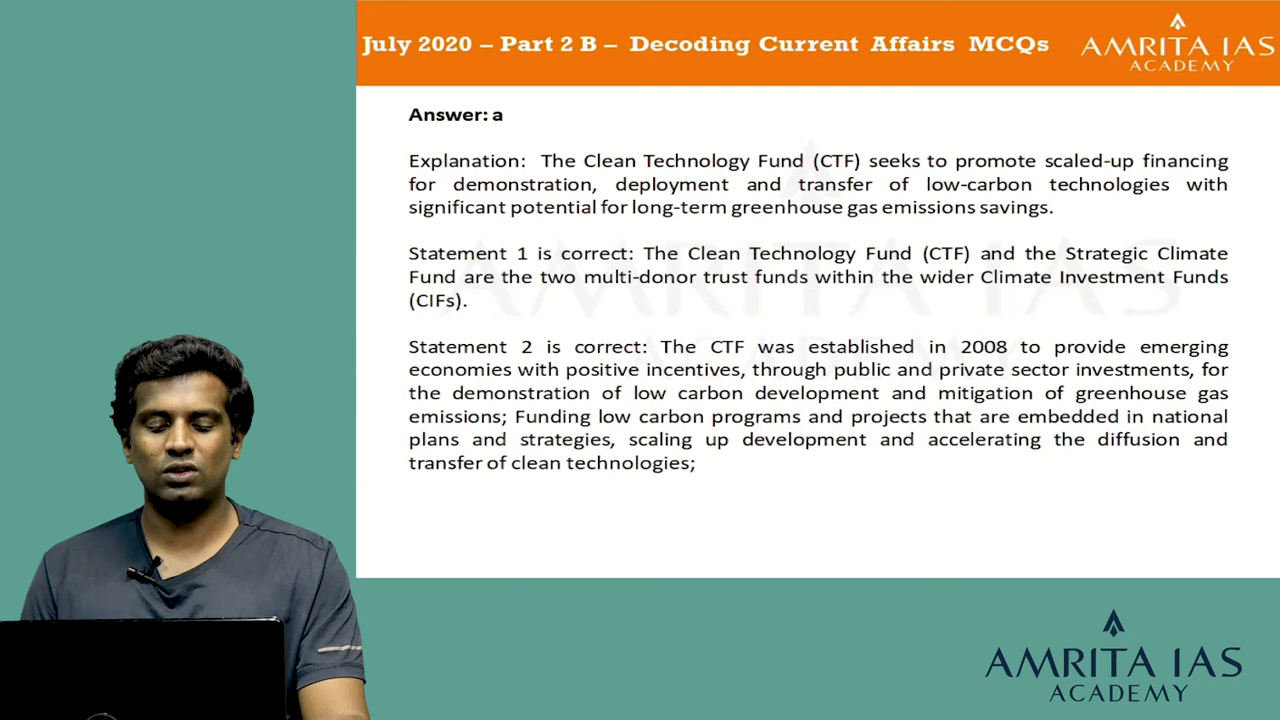 July 2020 – Part 2 B – Decoding Current Affairs MCQs
AMRITA IAS
ACADEMY
Answer: a
Explanation: The Clean Technology Fund (CTF) seeks to promote scaled-up financing
for demonstration, deployment and transfer of low-carbon technologies with
significant potential for long-term greenhouse gas emissions savings.
Statement 1 is correct: The Clean Technology Fund (CTF) and the Strategic Climate
Fund are the two multi-donor trust funds within the wider Climate Investment Funds
(CIFs).
Statement 2 is correct: The CTF was established in 2008 to provide emerging
economies with positive incentives, through public and private sector investments, for
the demonstration of low carbon development and mitigation of greenhouse gas
emissions; Funding low carbon programs and projects that are embedded in national
plans and strategies, scaling up development and accelerating the diffusion and
transfer of clean technologies;
AMRITA IAS
ACADEMY
AMRITA IAS
ACADEMY